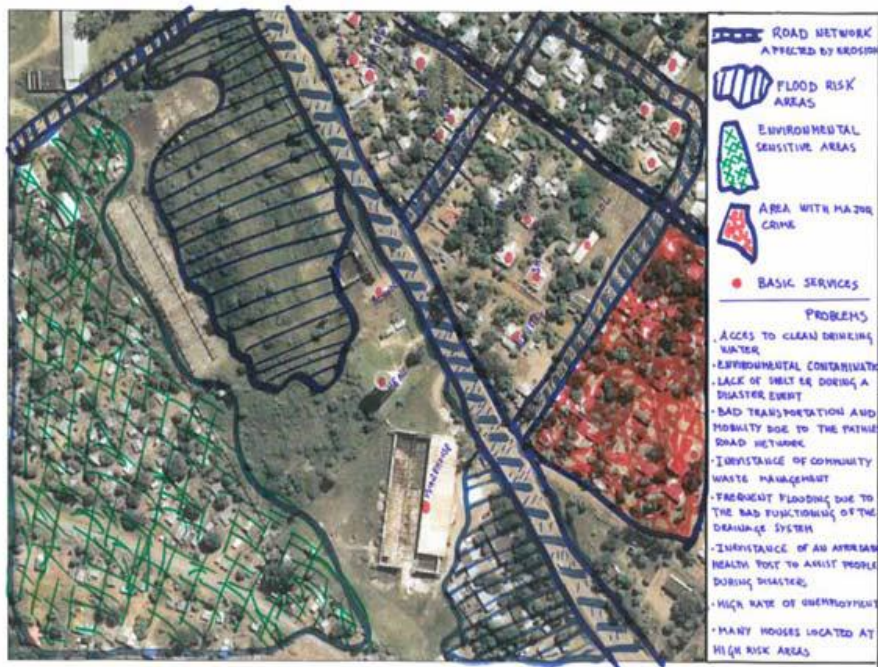 ROAD NETWORK
AFFECTED BY EROSION
FLOOD RISK
AREAS
ENVIRONMENTAL
SENSITIVE AREAS
AREA WITH MAJOR
CRIME
BASIC SERVICES
PROBLEMS
. ACCES TO CLEAN DRINKING
WATER
• ENVIRONMENTAL CONTAMINATIO
. LACK OF SHELTER DURING A
DISASTER EVENT
• BAD TRANSPORTATION AND
MOBILITY DUE TO THE
ROAD NETWORK
• INEXISTANCE OF COMMUNITY
WASTE MANAGEMENT
• FREQUENT FLOODING DUE TO
THE BAD FUNCTIONING OF THE
DRAINAGE SYSTEM
• INEXISTANCE OF AN AFFORDAB
HEALTH POST TO ASSIST PEOPLE
DURING DISASTERS
• HIGH RATE OF UNEMPLOYMENT
• MANY HOUSES LOCATED AT
HIGH RISK AREAS